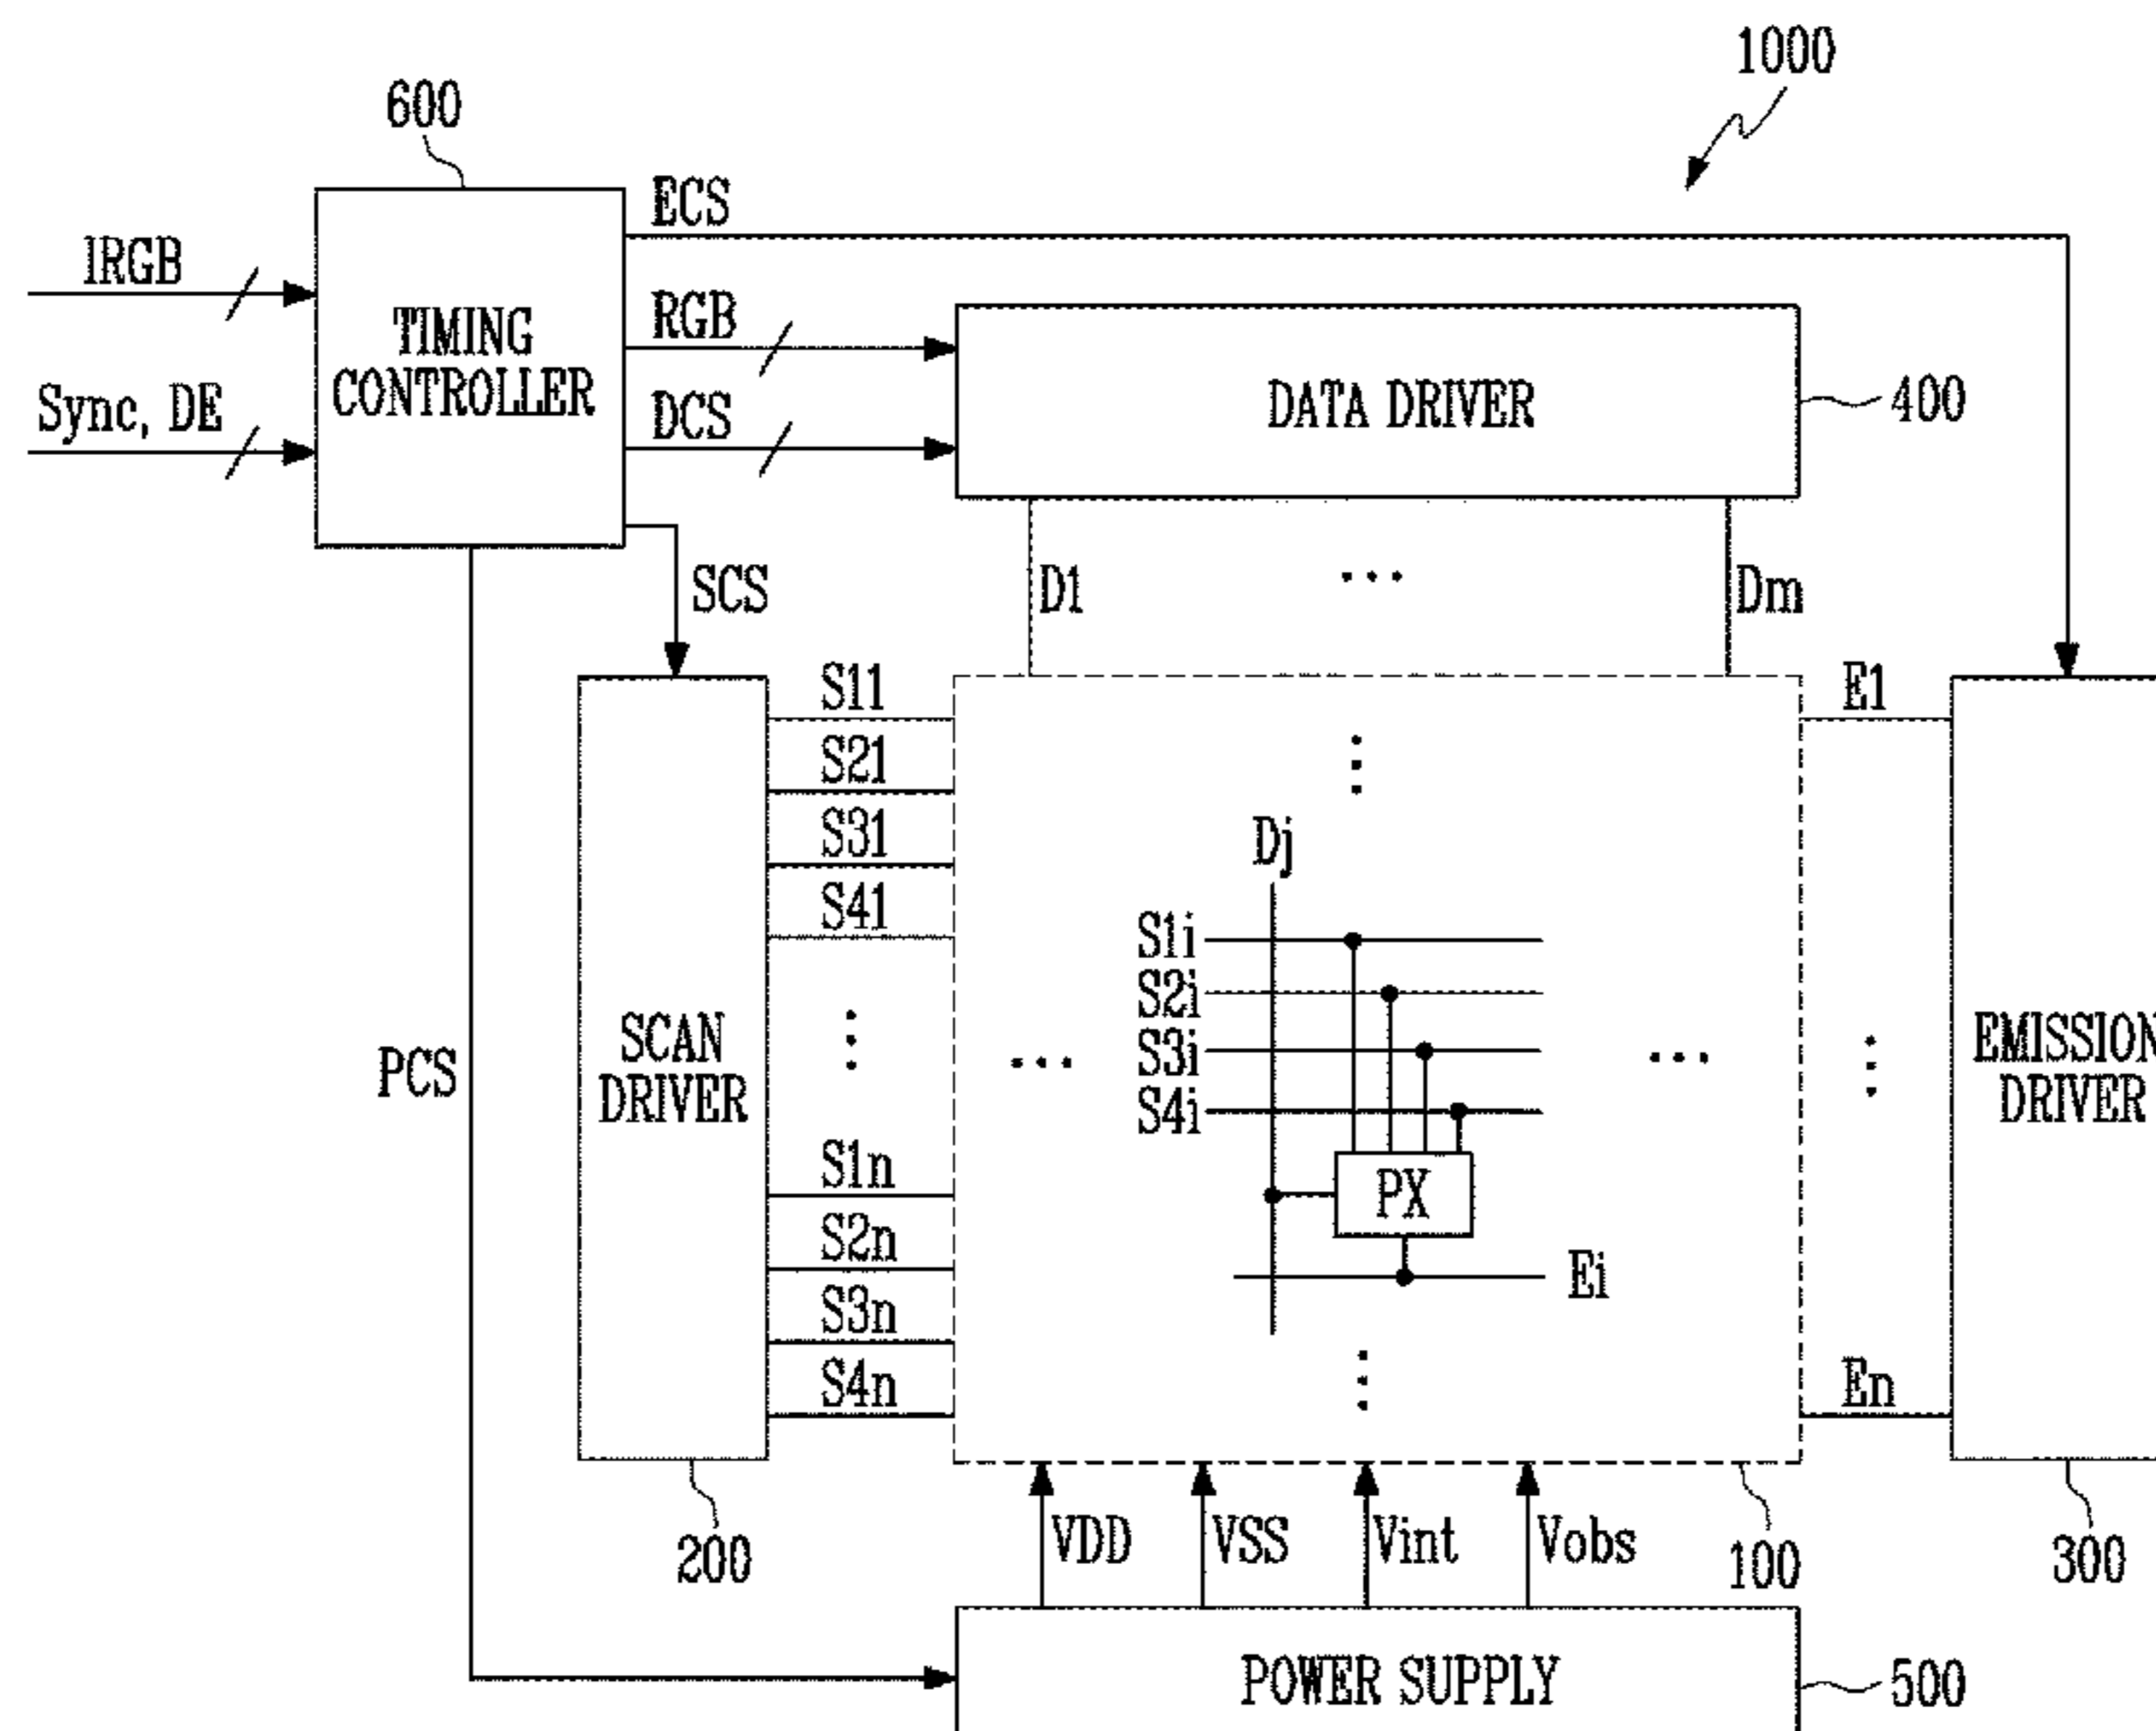 1000
600
ECS
IRGB
RGB
TIMING
CONTROLLER
Sync, DE
DCS
DATA DRIVER
400
SCS
D1
...
Dm
S11
E1
S21
S31
Dj
S41
S1i
S2i
S3i
S4i
SCAN
DRIVER
PCS
...
...
EMISSION
DRIVER
S1n
PX
S2n
Ei
S3n
S4n
En
200
VDD
VSS
Vint
Vobs
100
300
POWER SUPPLY
500